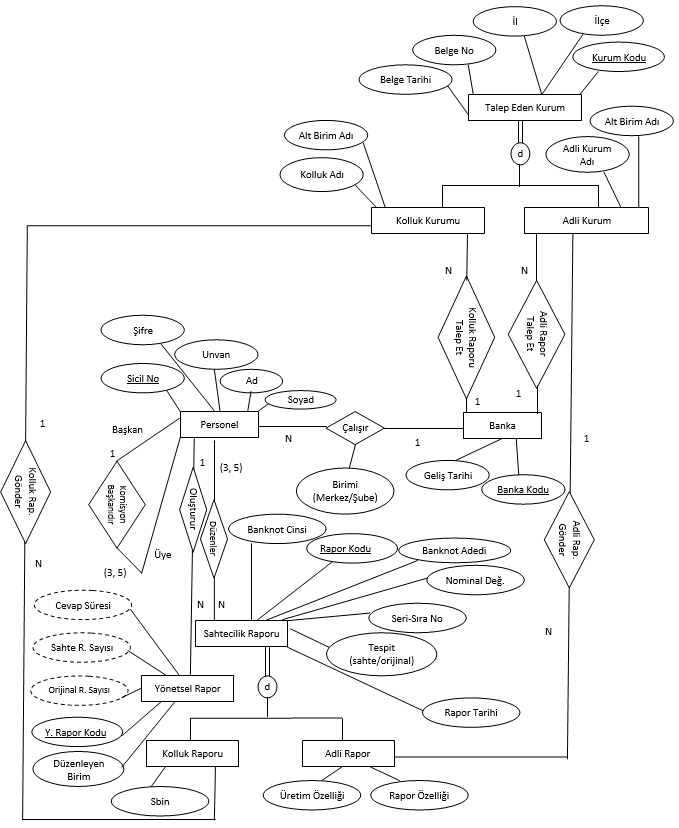 İl
İlçe
Belge No
Kurum Kodu
Belge Tarihi
Talep Eden Kurum
Alt Birim Adı
Alt Birim Adı
d
Adli Kurum
Adı
Kolluk Adı
Kolluk Kurumu
Adli Kurum
N
N
Kolluk Raporu
Talep Et
Adli Rapor
Talep Et
Şifre
Unvan
Sicil No
Ad
Soyad
1
1
1
Başkan
Personel
N
Çalışır
1
Banka
1
1
1
(3, 5)
Geliş Tarihi
Birimi
(Merkez/Şube)
Banka Kodu
Kolluk Rap.
Gönder
Komisyon
Başkanıdır
Oluşturur
Düzenler
Adli Rap.
Gönder
Banknot Cinsi
Rapor Kodu
Banknot Adedi
Üye
N
(3, 5)
Nominal Değ.
Cevap Süresi
N
N
Seri-Sıra No
Sahtecilik Raporu
N
Sahte R. Sayısı
Tespit
(sahte/orijinal)
Orijinal R. Sayısı
Yönetsel Rapor
d
Rapor Tarihi
Y. Rapor Kodu
Düzenleyen
Birim
Kolluk Raporu
Adli Rapor
Sbin
Üretim Özelliği
Rapor Özelliği